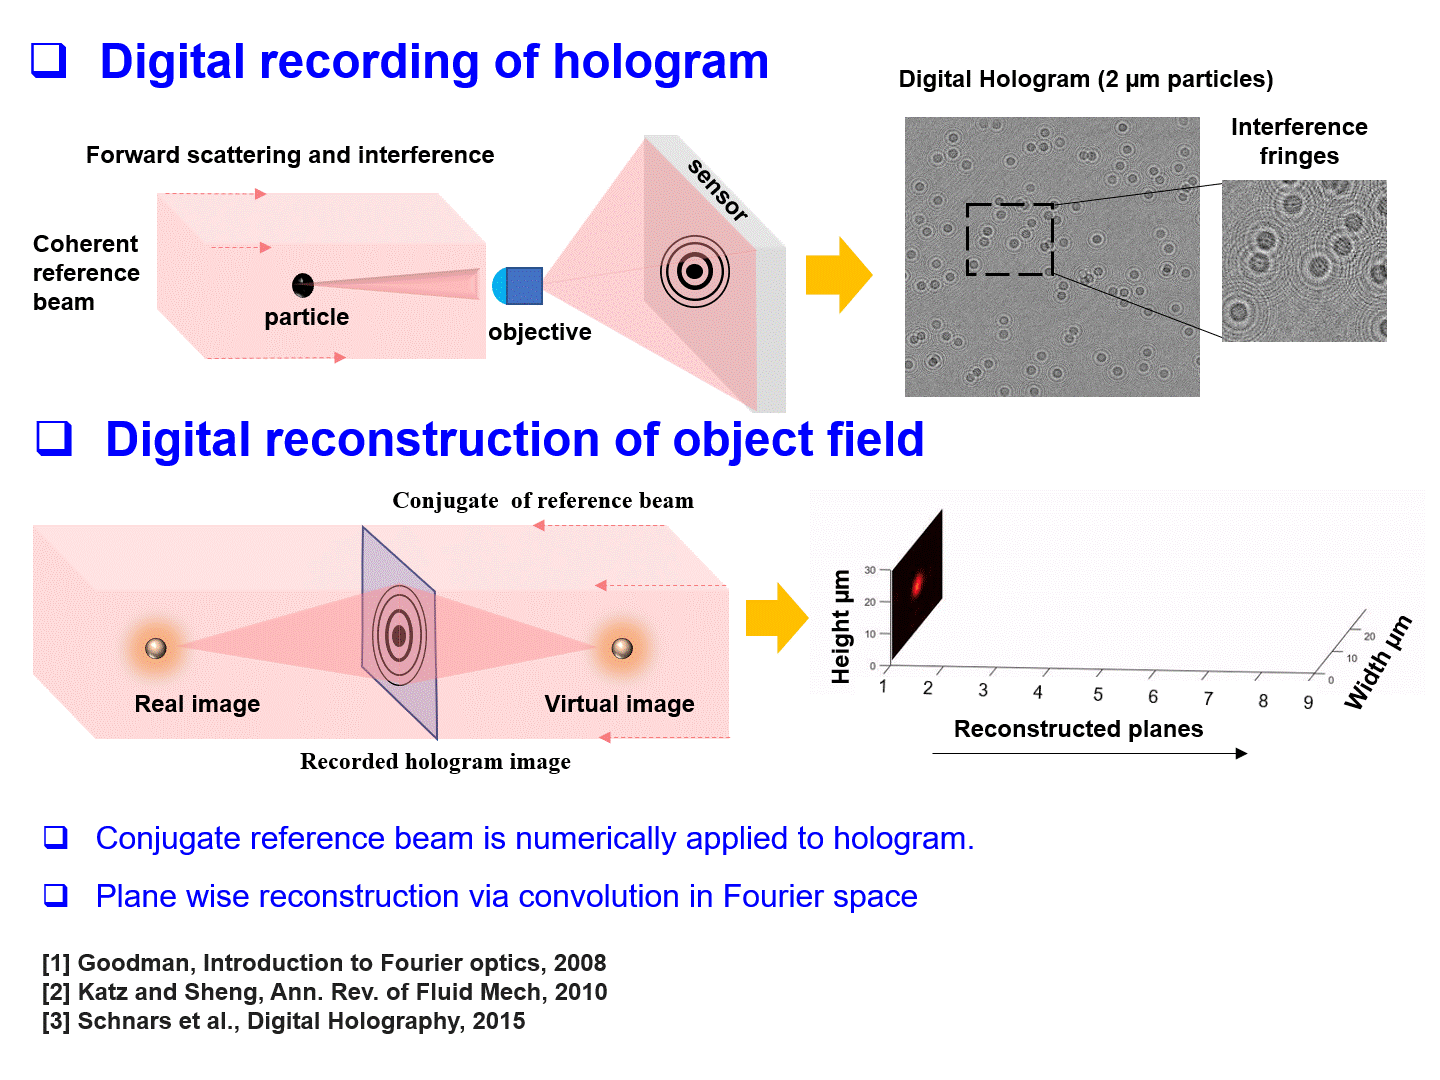 Digital recording of hologram
Digital Hologram (2 µm particles)
Interference
fringes
Forward scattering and interference
sensor
Coherent
reference
beam
particle
objective
Digital reconstruction of object field
Conjugate of reference beam
Real image
Virtual image
Recorded hologram image
Height µm
30
20
10
0
1 2 3 4 5 6 7 8 9
0
10
20
Width µm
Reconstructed planes
Conjugate reference beam is numerically applied to hologram.
Plane wise reconstruction via convolution in Fourier space
[1] Goodman, Introduction to Fourier optics, 2008
[2] Katz and Sheng, Ann. Rev. of Fluid Mech, 2010
[3] Schnars et al., Digital Holography, 2015